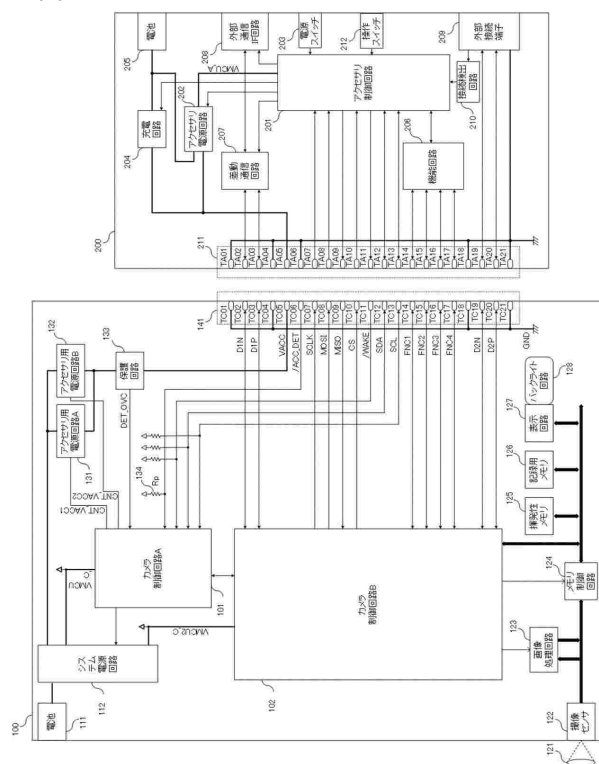 100
電池
111
システム
電源
回路
112
VMCU_C
VMCU2_C
カメラ
制御回路A
101
カメラ
制御回路B
102
アクセサリ用
電源回路A
131
アクセサリ用
電源回路B
132
保護
回路
133
CNT_VACC1
CNT_VACC2
DET_OVC
Rp
134
D1N
D1P
VACC
/ACC_DET
SCLK
MOSI
MISO
CS
/WAKE
SDA
SCL
FNC1
FNC2
FNC3
FNC4
D2N
D2P
GND
141
TC01
TC02
TC03
TC04
TC05
TC06
TC07
TC08
TC09
TC10
TC11
TC12
TC13
TC14
TC15
TC16
TC17
TC18
TC19
TC20
TC21
121
撮像
センサ
122
画像
処理回路
123
メモリ
制御回路
124
揮発性
メモリ
125
記録用
メモリ
126
表示
回路
127
バックライト
回路
128
200
211
TA01
TA02
TA03
TA04
TA05
TA06
TA07
TA08
TA09
TA10
TA11
TA12
TA13
TA14
TA15
TA16
TA17
TA18
TA19
TA20
TA21
充電
回路
204
電池
205
アクセサリ
電源回路
202
VMCU_A
差動
通信
回路
207
外部
通信
IF回路
208
電源
スイッチ
203
操作
スイッチ
212
アクセサリ
制御回路
201
機能回路
206
外部
接続
端子
209
接続検出
回路
210